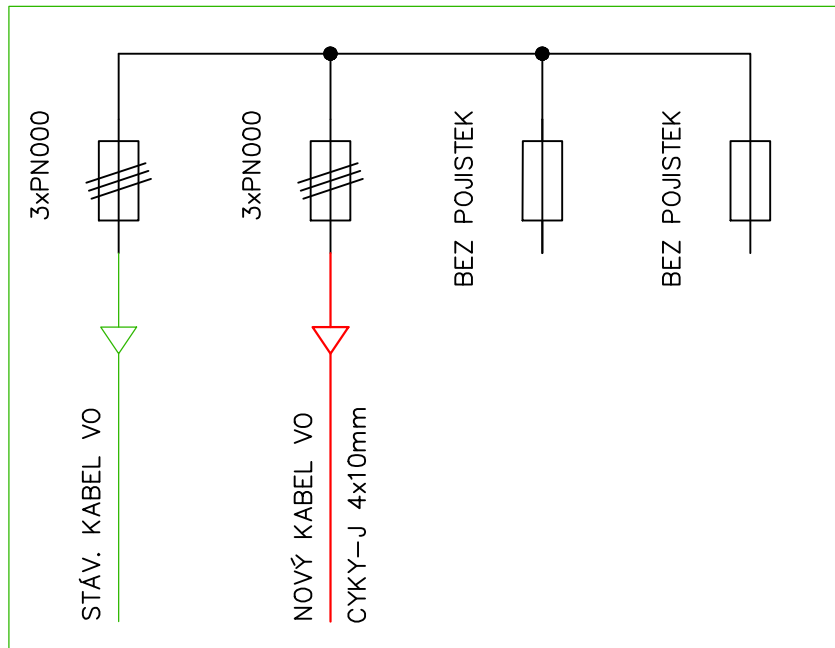 3xPN000
3xPN000
BEZ POJISTEK
BEZ POJISTEK
STÁV. KABEL VO
NOVÝ KABEL VO
CYKY-J 4x10mm